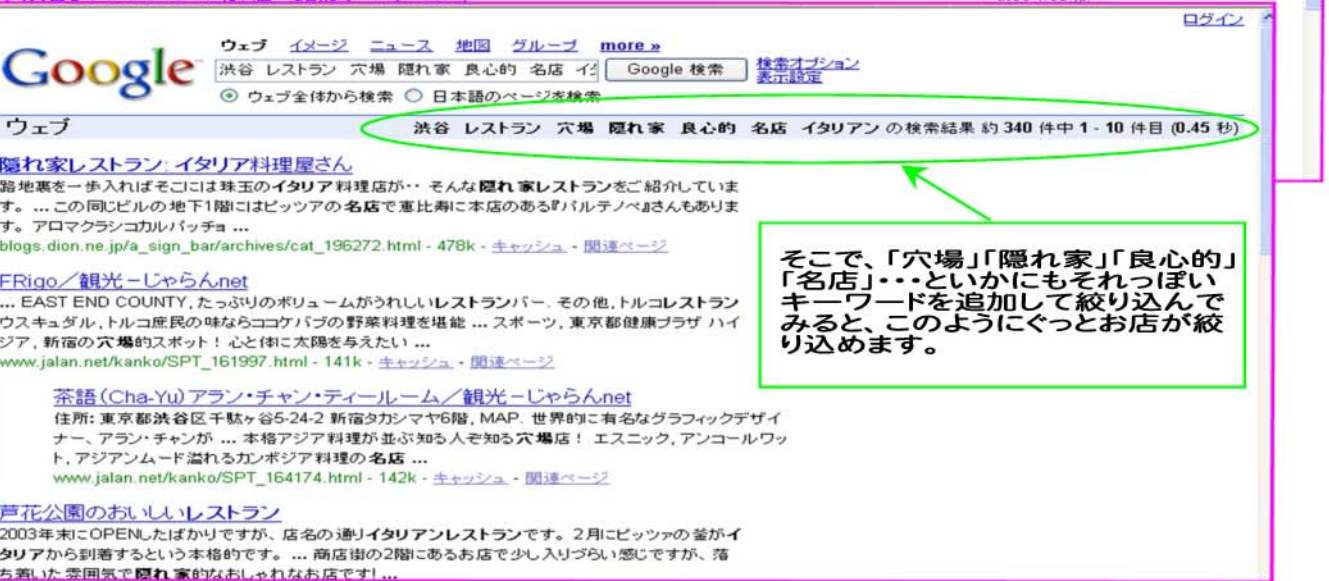 ログイン
Google
ウェブ イメージ ニュース 地図 グループ more »
渋谷 レストラン 穴場 隠れ家 良心的 名店 Google 検索 検索オプション
表示設定
ウェブ全体から検索 日本語のページを検索
ウェブ 渋谷 レストラン 穴場 隠れ家 良心的 名店 イタリアン の検索結果 約 340 件中 1 - 10 件目 (0.45 秒)
隠れ家レストラン: イタリア料理屋さん
路地裏を一歩入ればそこには珠玉のイタリア料理店が‥ そんな隠れ家レストランをご紹介していま
す。 ... この同じビルの地下1階にはピッツアの名店で恵比寿に本店のある『パルテノペ』さんもありま
す。 アロマクラシコカルパッチョ ...
blogs.dion.ne.jp/a_sign_bar/archives/cat_196272.html - 478k - キャッシュ - 関連ページ
FRigo／観光－じゃらんnet
... EAST END COUNTY, たっぷりのボリュームがうれしいレストランバー. その他, トルコレストラン
ウスキュダル, トルコ庶民の味ならココケバブの野菜料理を堪能 ... スポーツ, 東京都健康プラザ ハイ
ジア, 新宿の穴場的スポット！ 心と体に太陽を与えたい ...
www.jalan.net/kanko/SPT_161997.html - 141k - キャッシュ - 関連ページ
茶語(Cha-Yu)アラン・チャン・ティールーム／観光－じゃらんnet
住所: 東京都渋谷区千駄ヶ谷5-24-2 新宿タカシマヤ6階, MAP. 世界的に有名なグラフィックデザイ
ナー、アラン・チャンが ... 本格アジア料理が並ぶ知る人ぞ知る穴場店！ エスニック, アンコールワッ
ト, アジアンムード溢れるカンボジア料理の名店 ...
www.jalan.net/kanko/SPT_164174.html - 142k - キャッシュ - 関連ページ
芦花公園のおいしいレストラン
2003年末にOPENしたばかりですが、店名の通りイタリアンレストランです。2月にピッツァの釜がイ
タリアから到着するという本格的です。 ... 商店街の2階にあるお店で少し入りづらい感じですが、落
ち着いた雰囲気で隠れ家的なおしゃれなお店です! ...
そこで、「穴場」「隠れ家」「良心的」
「名店」・・・といかにもそれっぽい
キーワードを追加して絞り込んで
みると、このようにぐっとお店が絞
り込めます。